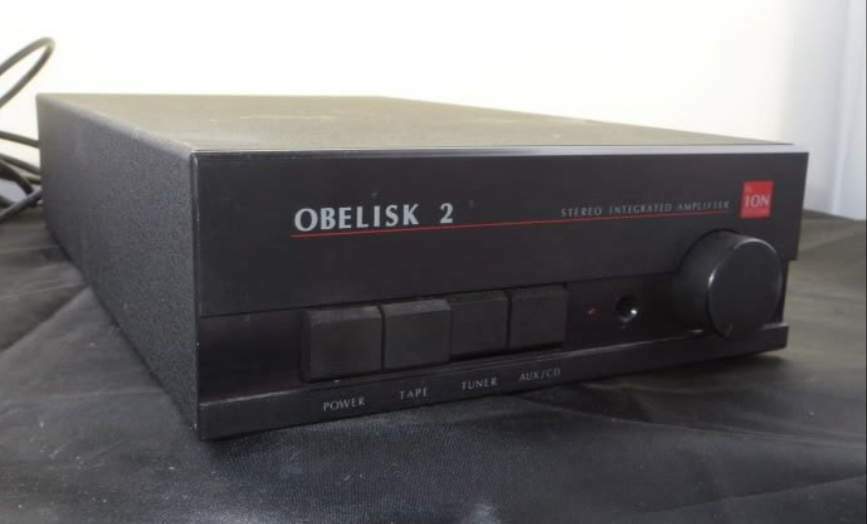 OBELISK 2
STEREO INTEGRATED AMPLIFIER
ION
POWER
TAPE
TUNER
AUX/CD